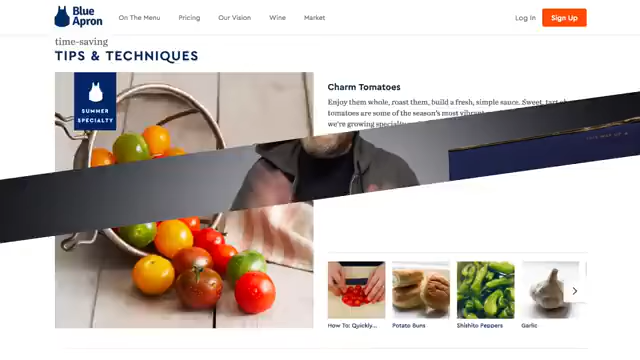 Blue Apron
On The Menu
Pricing
Our Vision
Wine
Market
Log In
Sign Up
time-saving
TIPS & TECHNIQUES
SUMMER
SPECIALTY
Charm Tomatoes
Enjoy them whole, roast them, build a fresh, simple sauce. Sweet, tart
tomatoes are some of the season's most vibrant
we're growing
How To: Quickly...
Potato Buns
Shishito Peppers
Garlic